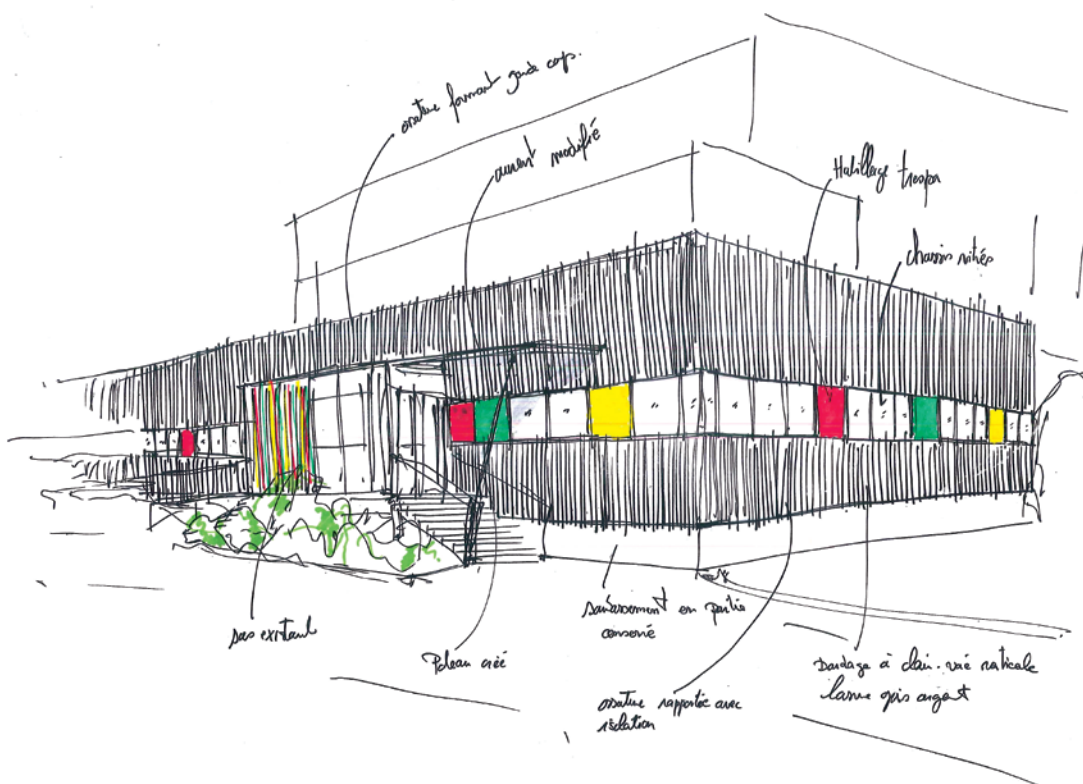 ossature formant garde corps.
auvent modifié
Habillage trespa
chassis vitrés
sas existant
Poteau créé
soubassement en partie
conservé
ossature rapportée avec
isolation
Bardage à claire-voie verticale
lasure gris argent